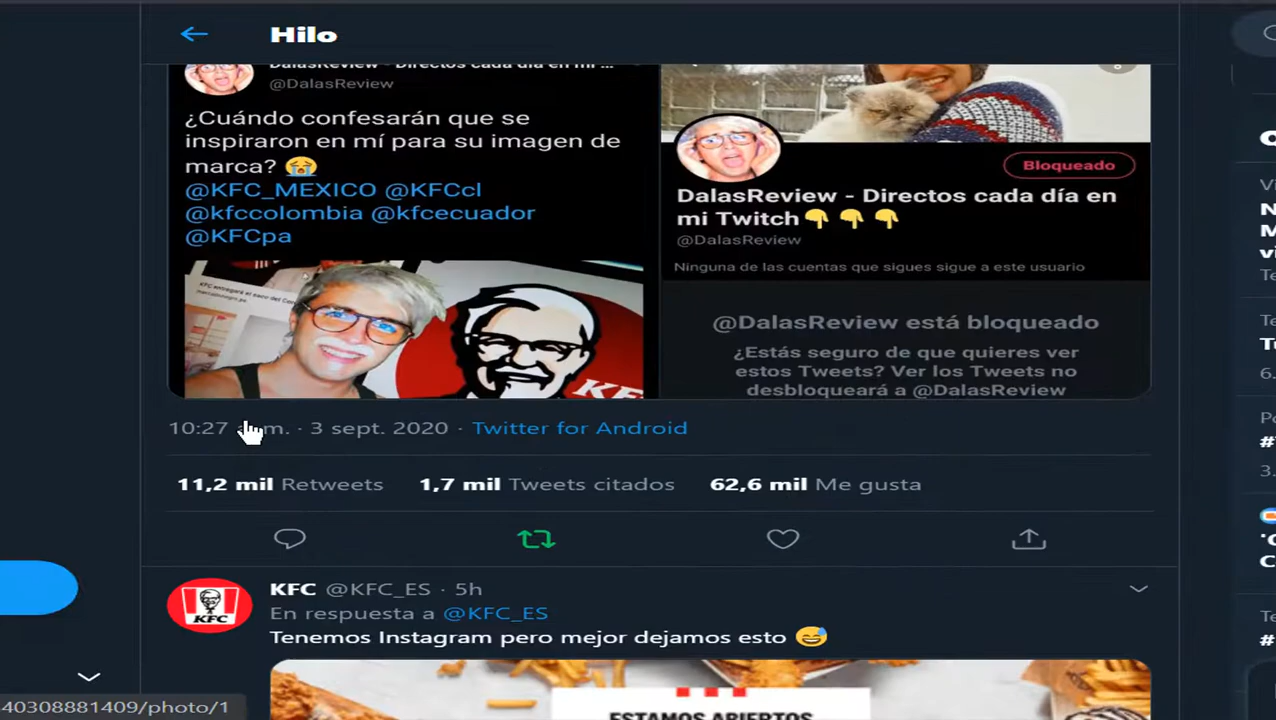 Hilo
DalasReview - Directos cada día en mi ...
@DalasReview
¿Cuándo confesarán que se
inspiraron en mí para su imagen de
marca? 😭
@KFC_MEXICO @KFCcl
@kfccolombia @kfcecuador
@KFCpa
KFC
Bloqueado
DalasReview - Directos cada día en
mi Twitch👇👇👇
@DalasReview
Ninguna de las cuentas que sigues sigue a este usuario
@DalasReview está bloqueado
¿Estás seguro de que quieres ver
estos Tweets? Ver los Tweets no
desbloqueará a @DalasReview
10:27 m. · 3 sept. 2020 · Twitter for Android
11,2 mil Retweets 1,7 mil Tweets citados 62,6 mil Me gusta
KFC @KFC_ES · 5h
KFC
En respuesta a @KFC_ES
Tenemos Instagram pero mejor dejamos esto 😅
ESTAMOS ABIERTOS
40308881409/photo/1